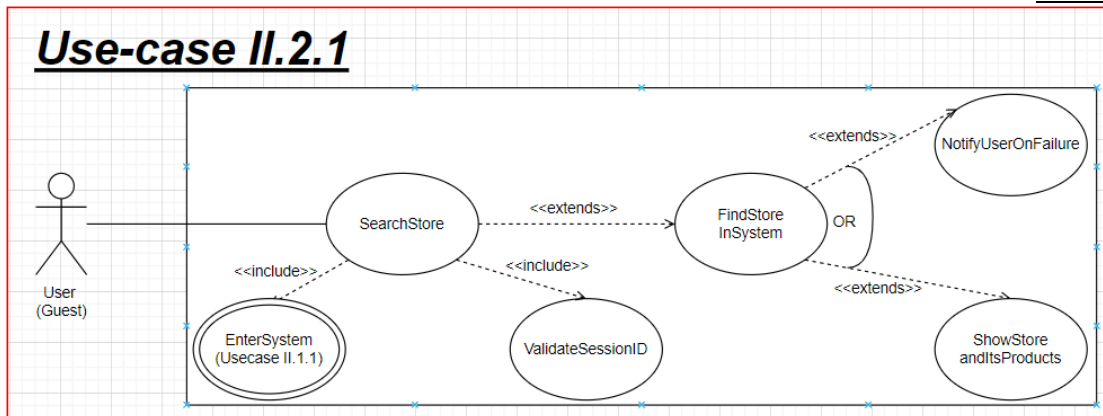 Use-case II.2.1
NotifyUserOnFailure
<<extends>>
SearchStore
<<extends>>
FindStore
InSystem
OR
<<include>>
<<include>>
<<extends>>
User
(Guest)
EnterSystem
(Usecase II.1.1)
ValidateSessionID
ShowStore
andItsProducts